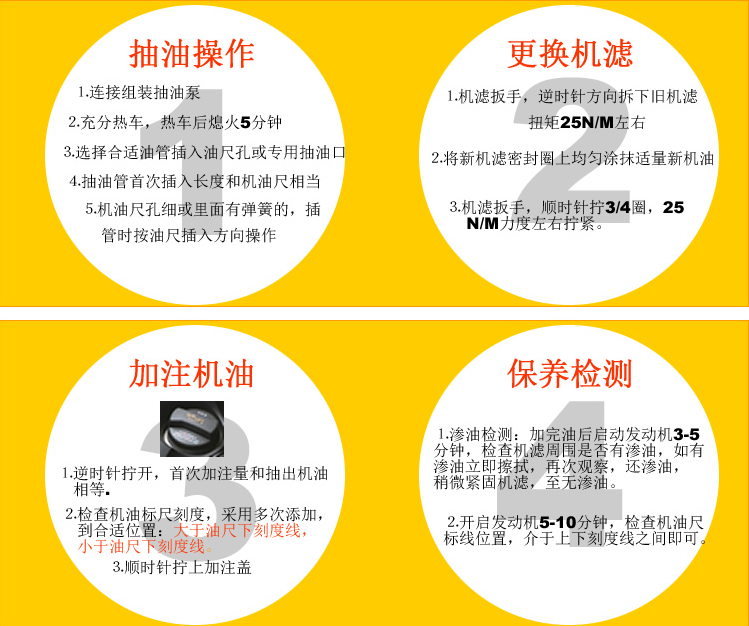 抽油操作
1
1.连接组装抽油泵
2.充分热车，热车后熄火5分钟
3.选择合适油管插入油尺孔或专用抽油口
4.抽油管首次插入长度和机油尺相当
5.机油尺孔细或里面有弹簧的，插
管时按油尺插入方向操作
更换机滤
2
1.机滤扳手，逆时针方向拆下旧机滤
扭矩25N/M左右
2.将新机滤密封圈上均匀涂抹适量新机油
3.机滤扳手，顺时针拧3/4圈，25
N/M力度左右拧紧。
加注机油
3
1.逆时针拧开，首次加注量和抽出机油
相等.
2.检查机油标尺刻度，采用多次添加，
到合适位置：大于油尺下刻度线，
小于油尺下刻度线。
3.顺时针拧上加注盖
保养检测
4
1.渗油检测：加完油后启动发动机3-5
分钟，检查机滤周围是否有渗油，如有
渗油立即擦拭，再次观察，还渗油，
稍微紧固机滤，至无渗油。
2.开启发动机5-10分钟，检查机油尺
标线位置，介于上下刻度线之间即可。